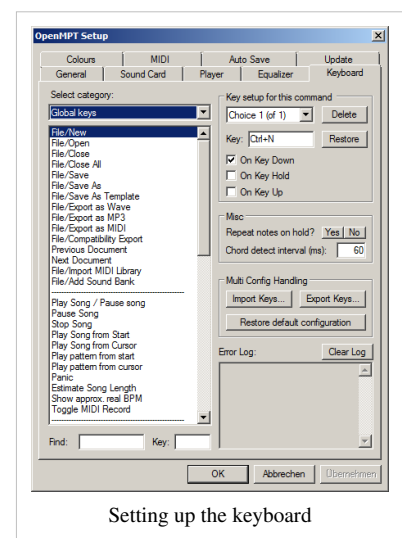 OpenMPT Setup
Colours MIDI Auto Save Update
General Sound Card Player Equalizer Keyboard
Select category:
Global keys
File/New
File/Open
File/Close
File/Close All
File/Save
File/Save As
File/Save As Template
File/Export as Wave
File/Export as MP3
File/Export as MIDI
File/Compatibility Export
Previous Document
Next Document
File/Import MIDI Library
File/Add Sound Bank
Play Song / Pause song
Pause Song
Stop Song
Play Song from Start
Play Song from Cursor
Play pattern from start
Play pattern from cursor
Panic
Estimate Song Length
Show approx. real BPM
Toggle MIDI Record
Find:
Key:
Key setup for this command
Choice 1 (of 1) Delete
Key: Ctrl+N Restore
On Key Down
On Key Hold
On Key Up
Misc
Repeat notes on hold? Yes No
Chord detect interval (ms): 60
Multi Config Handling
Import Keys... Export Keys...
Restore default configuration
Error Log: Clear Log
OK Abbrechen Übernehmen
Setting up the keyboard